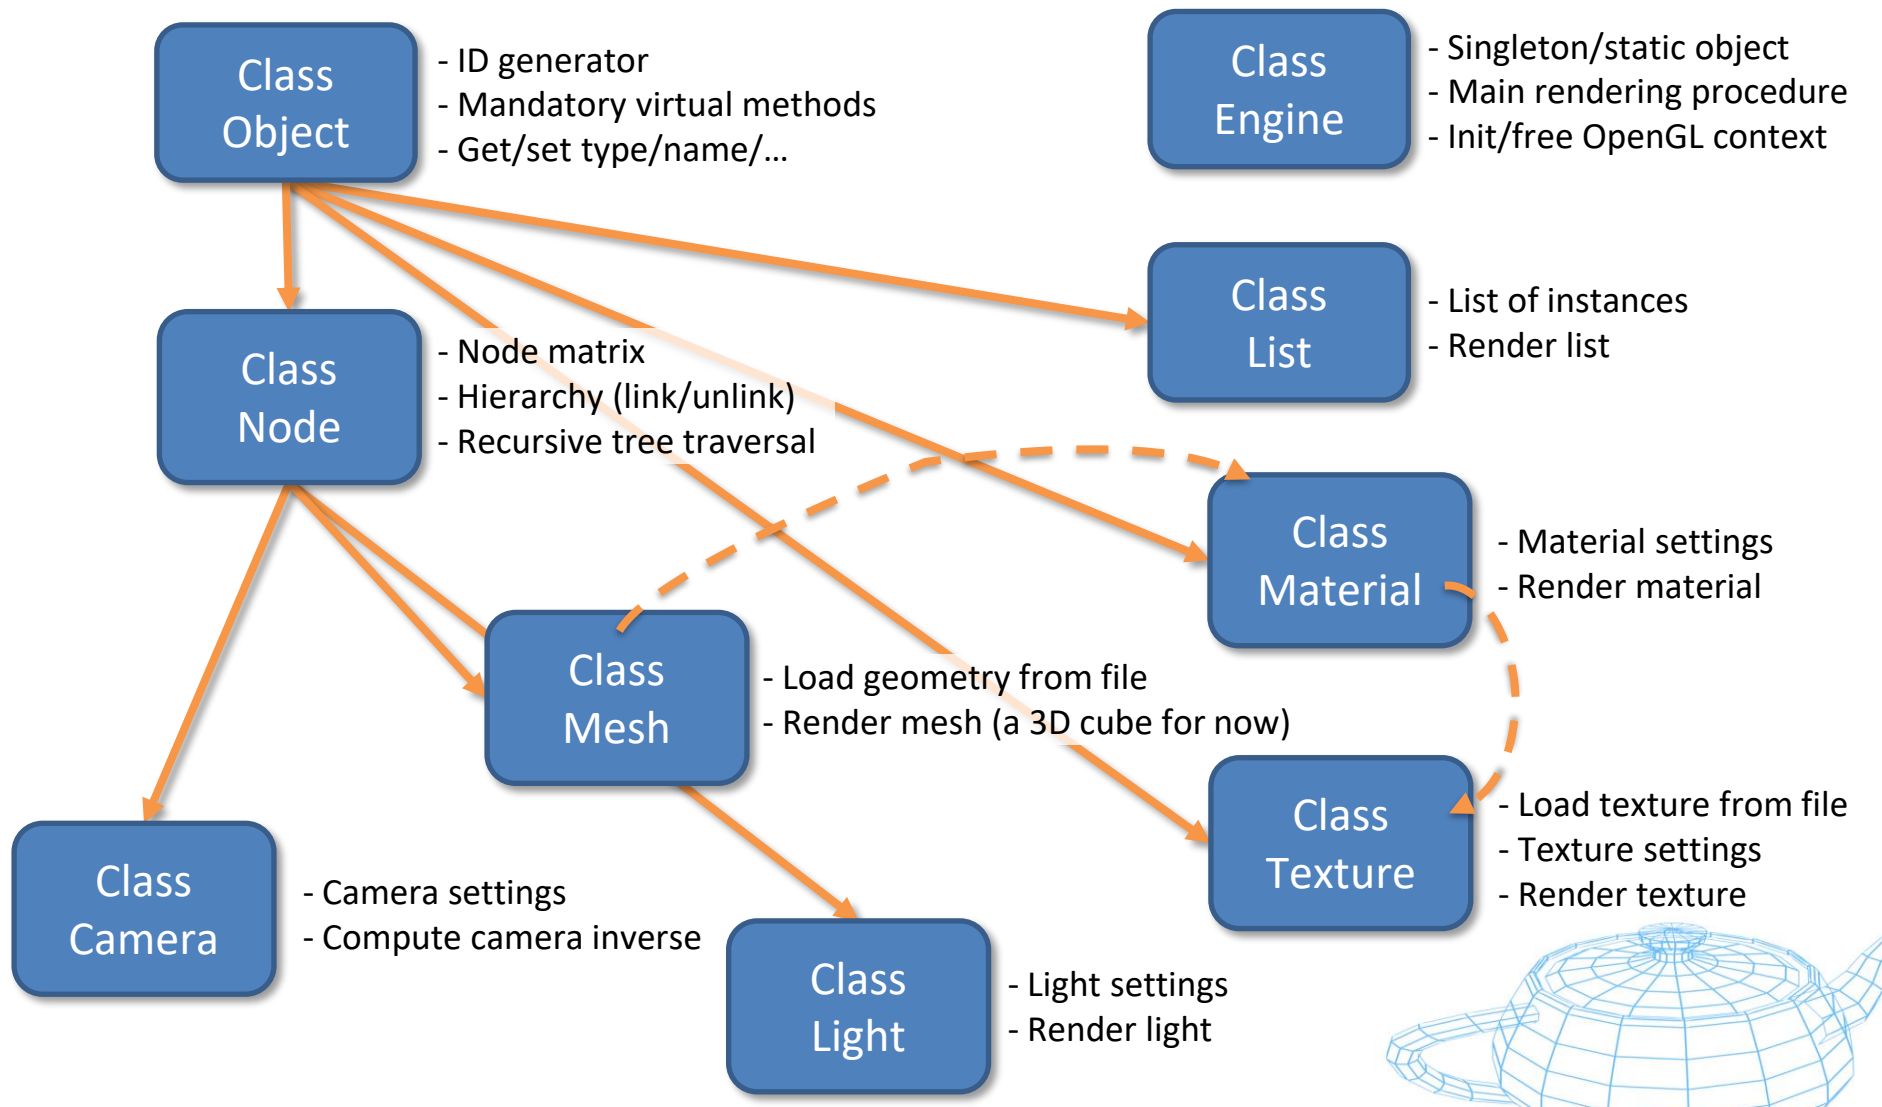 Class
Object
- ID generator
- Mandatory virtual methods
- Get/set type/name/…
Class
Engine
- Singleton/static object
- Main rendering procedure
- Init/free OpenGL context
Class
List
- List of instances
- Render list
Class
Node
- Node matrix
- Hierarchy (link/unlink)
- Recursive tree traversal
Class
Material
- Material settings
- Render material
Class
Mesh
- Load geometry from file
- Render mesh (a 3D cube for now)
Class
Texture
- Load texture from file
- Texture settings
- Render texture
Class
Camera
- Camera settings
- Compute camera inverse
Class
Light
- Light settings
- Render light